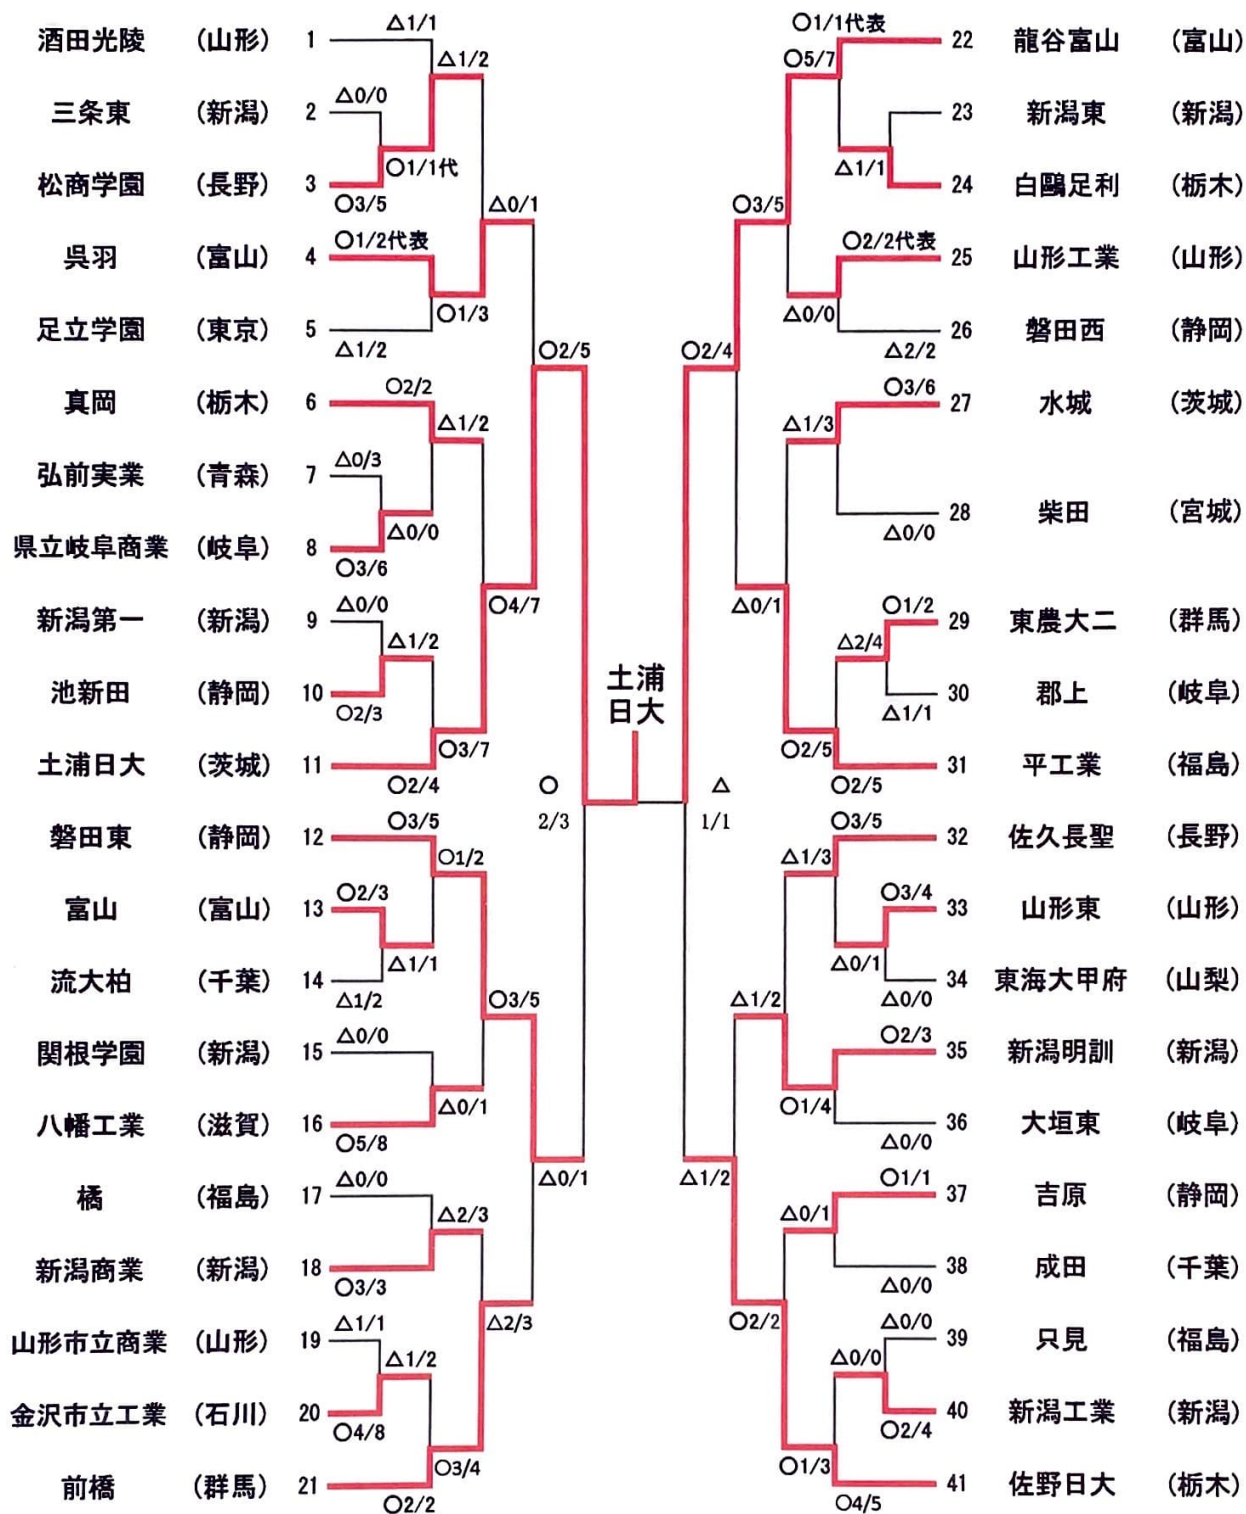 酒田光陵 (山形) 1 △1/1
△1/2
三条東 (新潟) 2 △0/0
○1/1代
松商学園 (長野) 3
○3/5 △0/1
○1/2代表
呉羽 (富山) 4
○1/3
足立学園 (東京) 5
△1/2 ○2/5
○2/2
真岡 (栃木) 6
△1/2
弘前実業 (青森) 7 △0/3
△0/0
県立岐阜商業 (岐阜) 8
○3/6
△0/0 ○4/7
新潟第一 (新潟) 9
△1/2
池新田 (静岡) 10
○2/3
○3/7
土浦日大 (茨城) 11
○2/4
○
2/3
○3/5
磐田東 (静岡) 12
○1/2
○2/3
富山 (富山) 13
△1/1
流大柏 (千葉) 14
△1/2 ○3/5
△0/0
関根学園 (新潟) 15
△0/1
八幡工業 (滋賀) 16
○5/8
△0/0 △0/1
橘 (福島) 17
△2/3
新潟商業 (新潟) 18
○3/3
△1/1 △2/3
山形市立商業 (山形) 19
△1/2
金沢市立工業 (石川) 20
○4/8
○3/4
前橋 (群馬) 21
○2/2
土浦
日大
○1/1代表
22 龍谷富山 (富山)
○5/7
23 新潟東 (新潟)
△1/1
24 白鷗足利 (栃木)
○3/5
○2/2代表
25 山形工業 (山形)
△0/0
26 磐田西 (静岡)
○2/4 △2/2
○3/6
27 水城 (茨城)
△1/3
28 柴田 (宮城)
△0/0
△0/1 ○1/2
29 東農大二 (群馬)
△2/4
30 郡上 (岐阜)
△1/1
○2/5
31 平工業 (福島)
○2/5
△
1/1
○3/5
32 佐久長聖 (長野)
△1/3
○3/4
33 山形東 (山形)
△0/1
34 東海大甲府 (山梨)
△1/2 △0/0
○2/3
35 新潟明訓 (新潟)
○1/4
36 大垣東 (岐阜)
△0/0
△1/2 ○1/1
37 吉原 (静岡)
△0/1
38 成田 (千葉)
△0/0
○2/2 △0/0
39 只見 (福島)
△0/0
40 新潟工業 (新潟)
○2/4
○1/3
41 佐野日大 (栃木)
○4/5